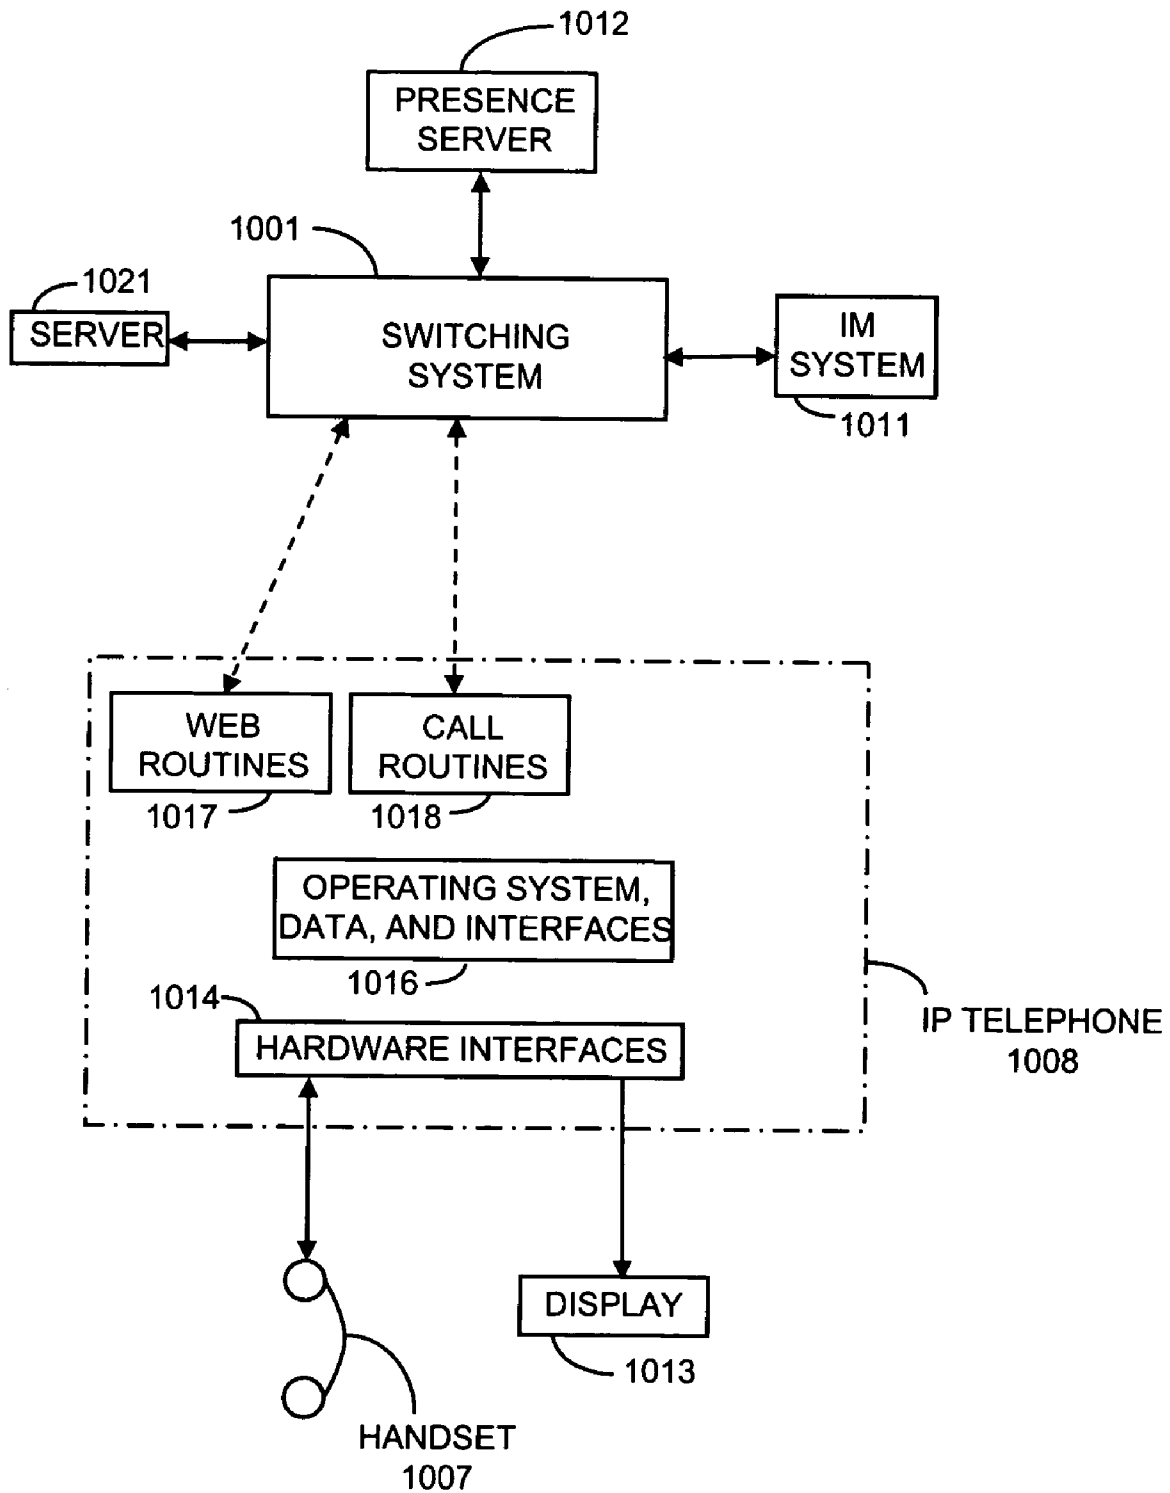 1012
PRESENCE
SERVER
1001
1021
SERVER
SWITCHING
SYSTEM
IM
SYSTEM
1011
WEB
ROUTINES
CALL
ROUTINES
1017
1018
OPERATING SYSTEM,
DATA, AND INTERFACES
1016
1014
HARDWARE INTERFACES
IP TELEPHONE
1008
DISPLAY
1013
HANDSET
1007